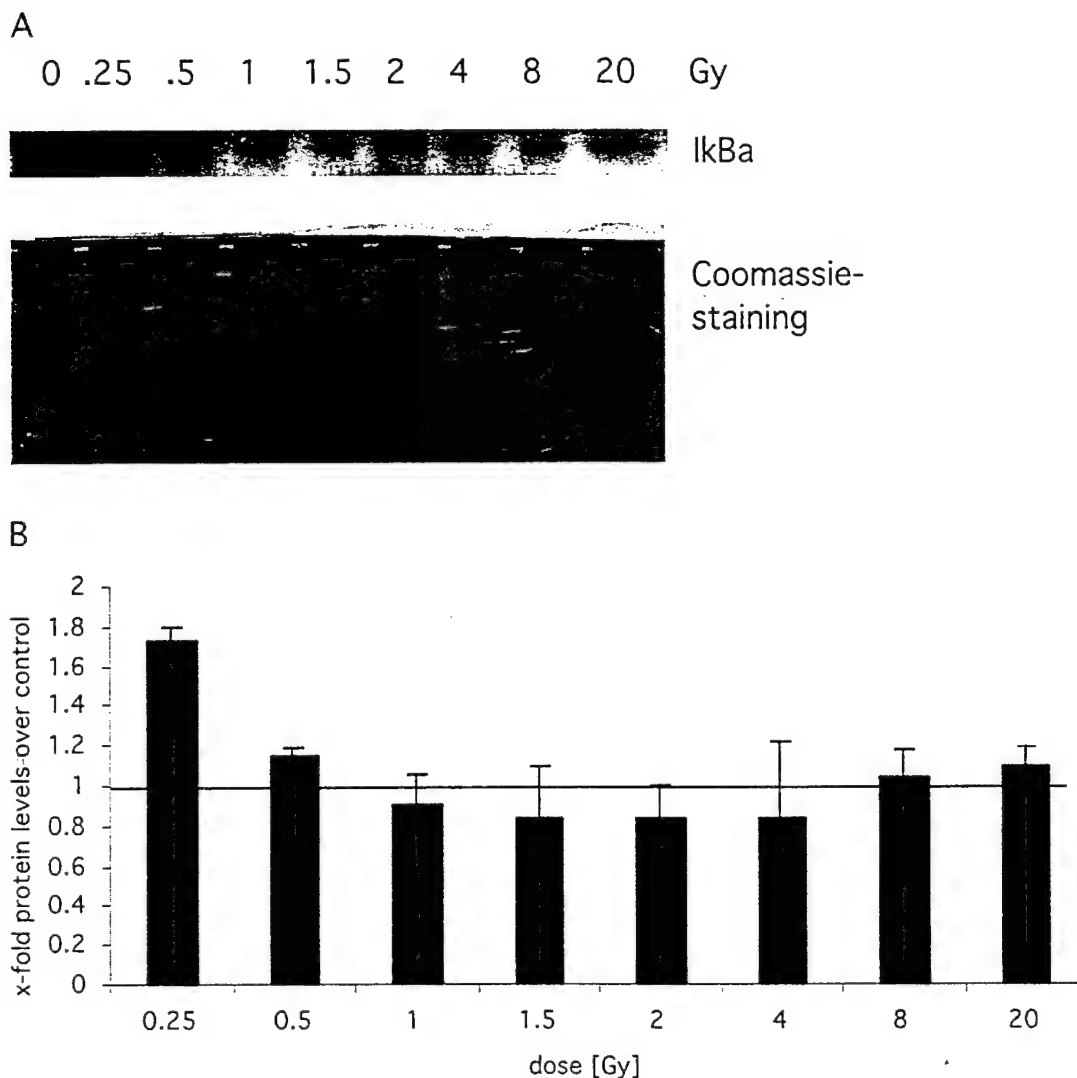 A
0 .25 .5 1 1.5 2 4 8 20 Gy
IkBa
Coomassie-
staining
B
x-fold protein levels-over control
2
1.8
1.6
1.4
1.2
1
0.8
0.6
0.4
0.2
0
0.25 0.5 1 1.5 2 4 8 20
dose [Gy]